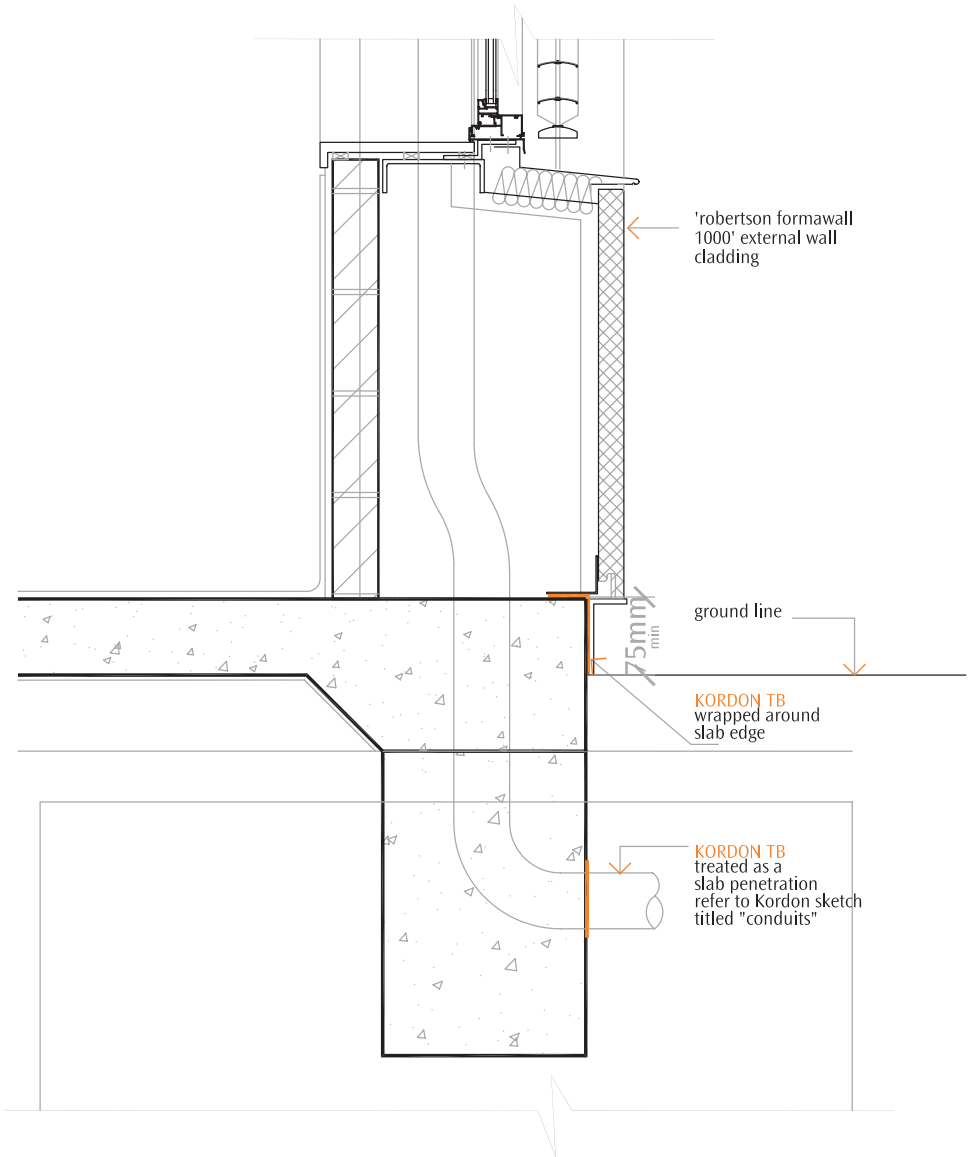 'robertson formawall
1000' external wall
cladding
75mm
min
ground line
KORDON TB
wrapped around
slab edge
KORDON TB
treated as a
slab penetration
refer to Kordon sketch
titled "conduits"